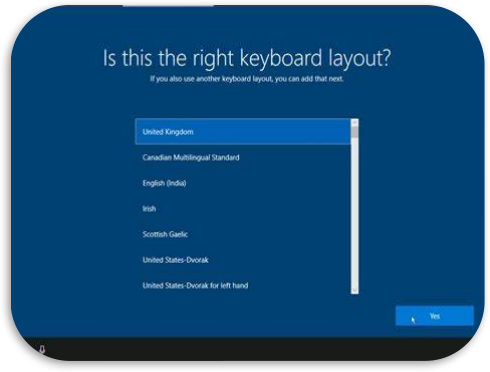 Is this the right keyboard layout?
If you also use another keyboard layout, you can add that next.
United Kingdom
Canadian Multilingual Standard
English (India)
Irish
Scottish Gaelic
United States-Dvorak
United States-Dvorak for left hand
Yes